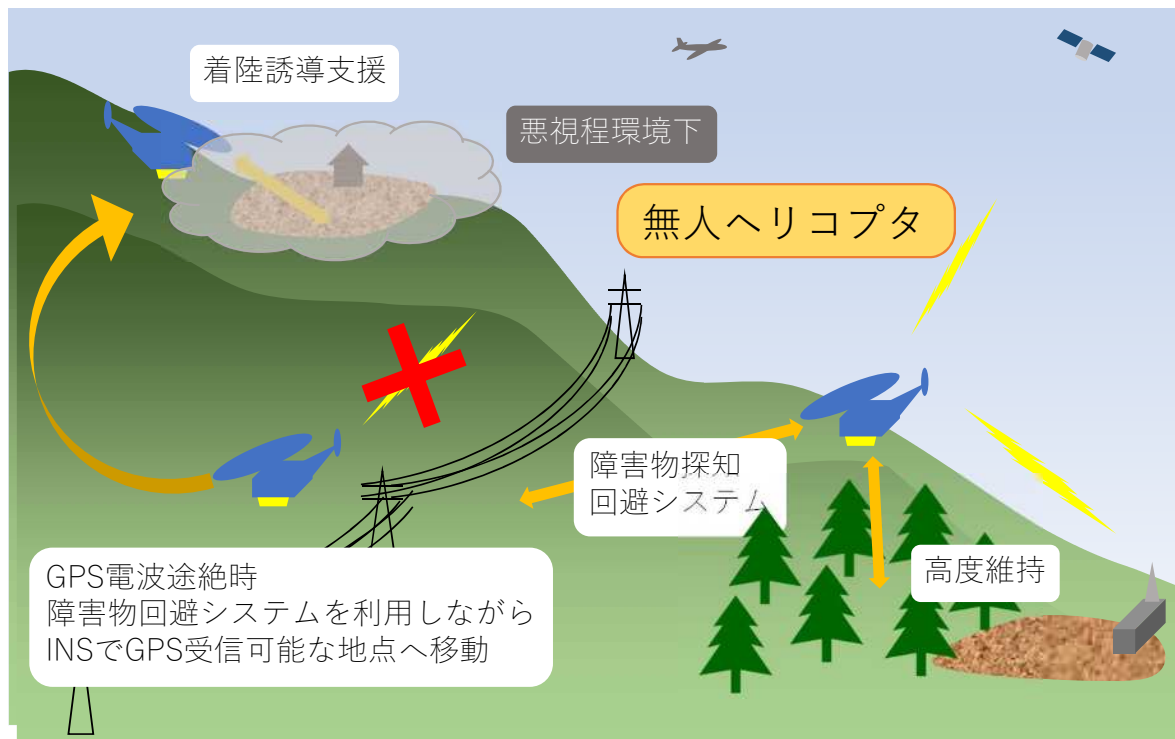 着陸誘導支援
悪視程環境下
無人ヘリコプタ
障害物探知
回避システム
高度維持
GPS電波途絶時
障害物回避システムを利用しながら
INSでGPS受信可能な地点へ移動